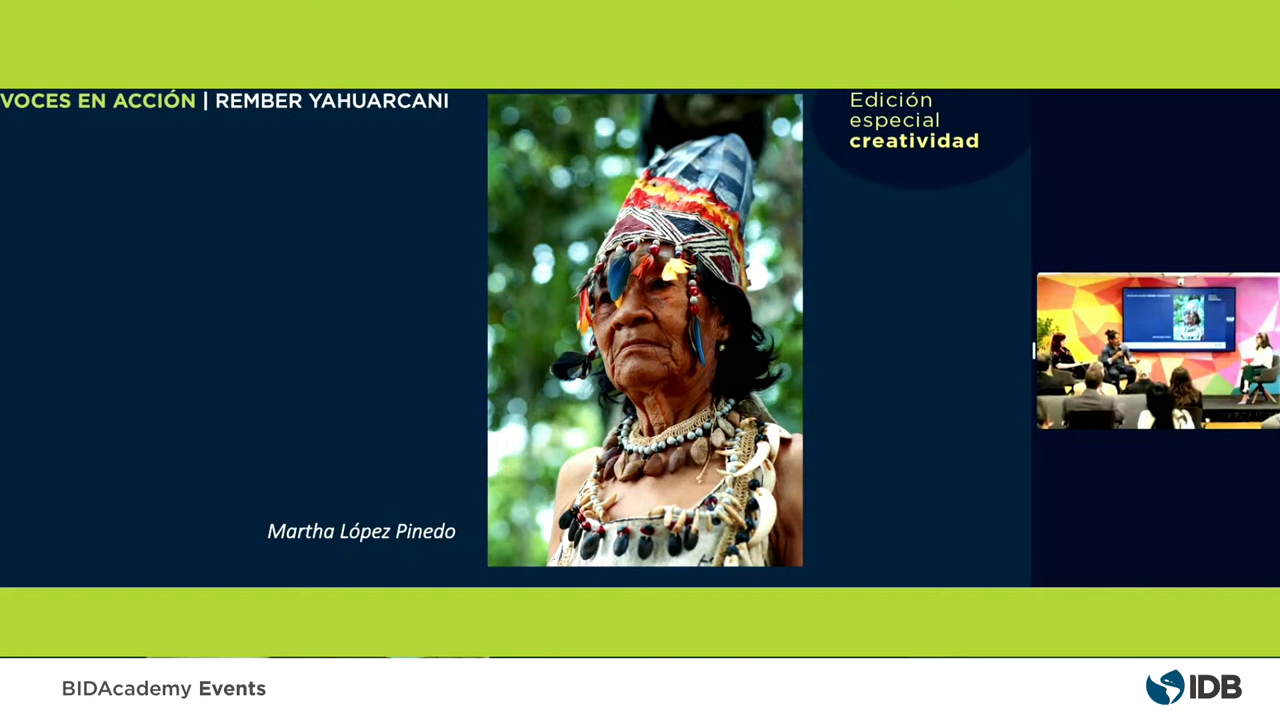 VOCES EN ACCIÓN | REMBER YAHUARCANI
Edición
especial
creatividad
Martha López Pinedo
BIDAcademy Events
IDB